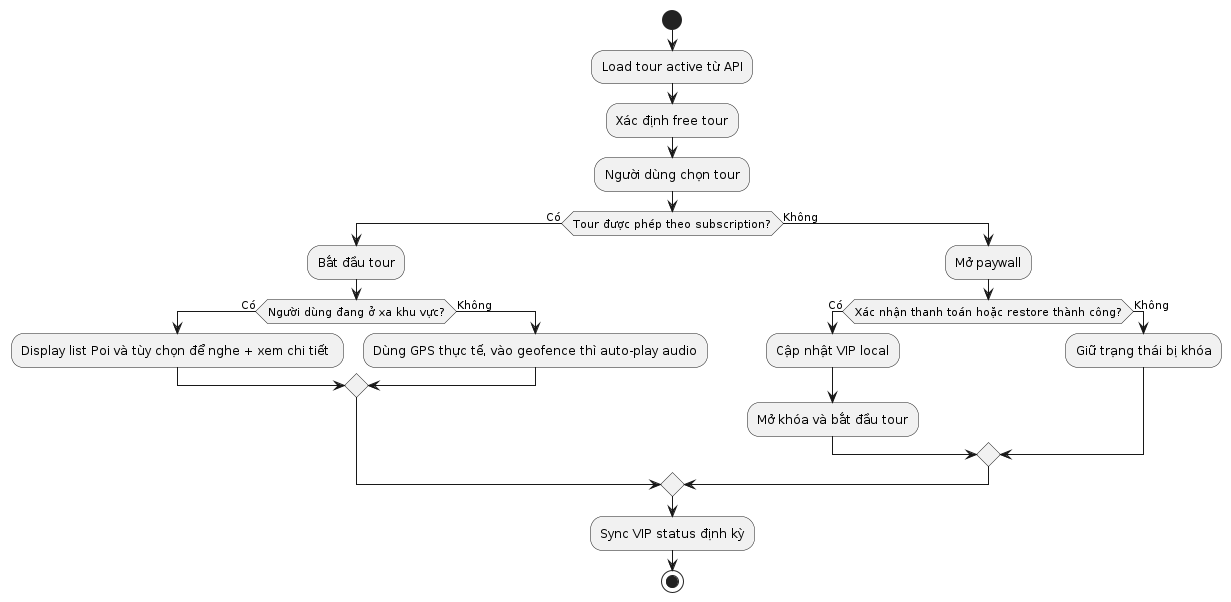 Load tour active từ API
Xác định free tour
Người dùng chọn tour
Có
Tour được phép theo subscription?
Không
Bắt đầu tour
Mở paywall
Có
Người dùng đang ở xa khu vực?
Không
Có
Xác nhận thanh toán hoặc restore thành công?
Không
Display list Poi và tùy chọn để nghe + xem chi tiết
Dùng GPS thực tế, vào geofence thì auto-play audio
Cập nhật VIP local
Giữ trạng thái bị khóa
Mở khóa và bắt đầu tour
Sync VIP status định kỳ